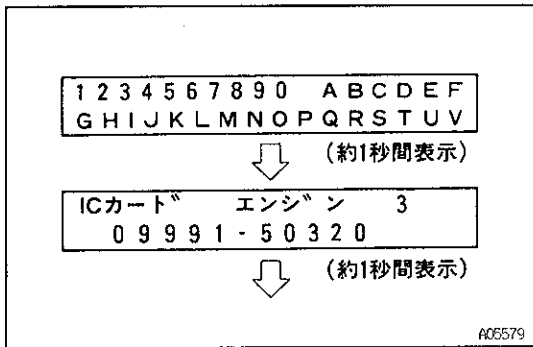 1234567890 ABCDEF
GHIJKLMNOPQRSTUV
(約1秒間表示)
ICカード エンジン 3
09991-50320
(約1秒間表示)
A05579